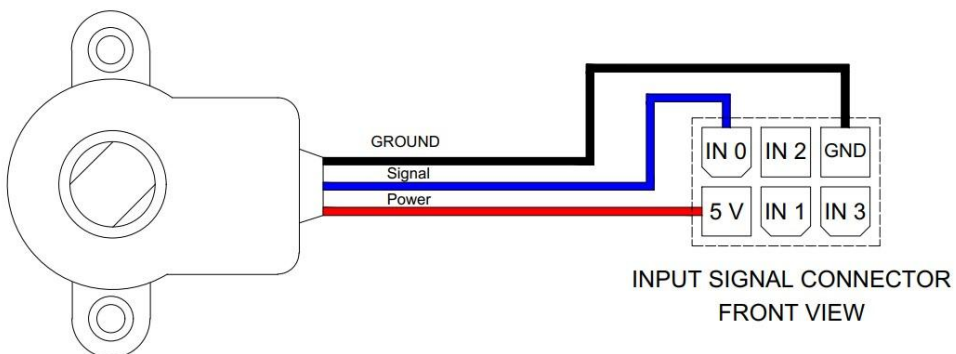 GROUND
Signal
Power
IN 0 IN 2 GND
5 V IN 1 IN 3
INPUT SIGNAL CONNECTOR
FRONT VIEW